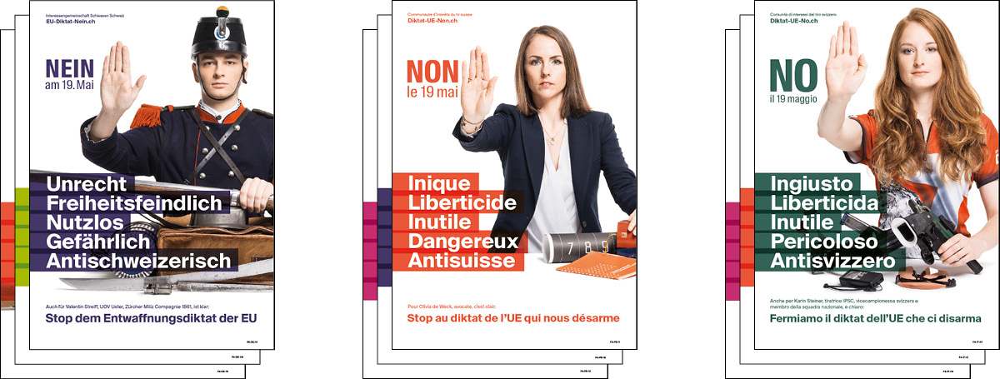 Interessengemeinschaft Schiessen Schweiz
EU-Diktat-Nein.ch
NEIN
am 19. Mai
Unrecht
Freiheitsfeindlich
Nutzlos
Gefährlich
Antischweizerisch
Auch für Valentin Streiff, UOV Uster, Zürcher Miliz Compagnie 1861, ist klar:
Stop dem Entwaffnungsdiktat der EU
Communauté d'intérêts du tir suisse
Diktat-UE-Non.ch
NON
le 19 mai
Inique
Liberticide
Inutile
Dangereux
Antisuisse
Pour Olivia de Weck, avocate, c'est clair:
Stop au diktat de l'UE qui nous désarme
Comunità di interessi del tiro svizzero
Diktat-UE-No.ch
NO
il 19 maggio
Ingiusto
Liberticida
Inutile
Pericoloso
Antisvizzero
Anche per Karin Steiner, tiratrice IPSC, vicecampionessa svizzera e
membro della squadra nazionale, è chiaro:
Fermiamo il diktat dell'UE che ci disarma